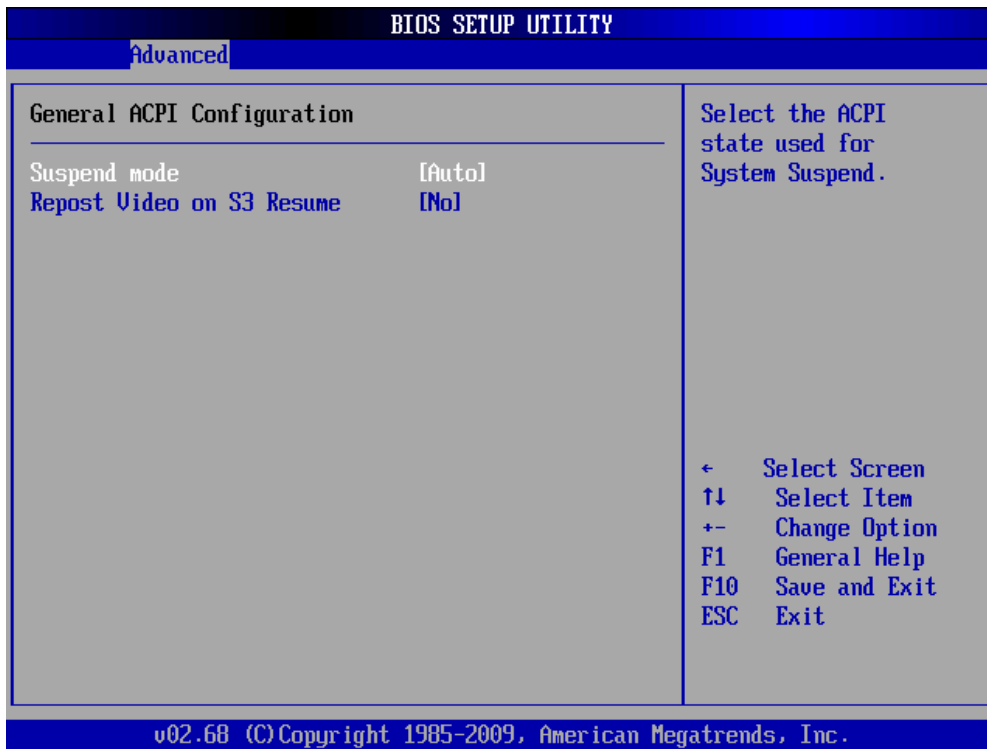 BIOS SETUP UTILITY
Advanced
General ACPI Configuration
Suspend mode [Auto]
Repost Video on S3 Resume [No]
Select the ACPI
state used for
System Suspend.
← Select Screen
↑↓ Select Item
+- Change Option
F1 General Help
F10 Save and Exit
ESC Exit
v02.68 (C)Copyright 1985-2009, American Megatrends, Inc.